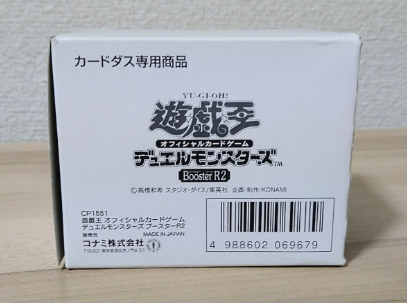 カードダス専用商品
YU-GI-OH!
遊戯王
オフィシャルカードゲーム
デュエルモンスターズ™
Booster R2
©高橋和希 スタジオ・ダイス/集英社 企画・制作/KONAMI
CP1551
遊戯王 オフィシャルカードゲーム
デュエルモンスターズ ブースターR2
発売元 MADE IN JAPAN
コナミ株式会社
4 988602 069679